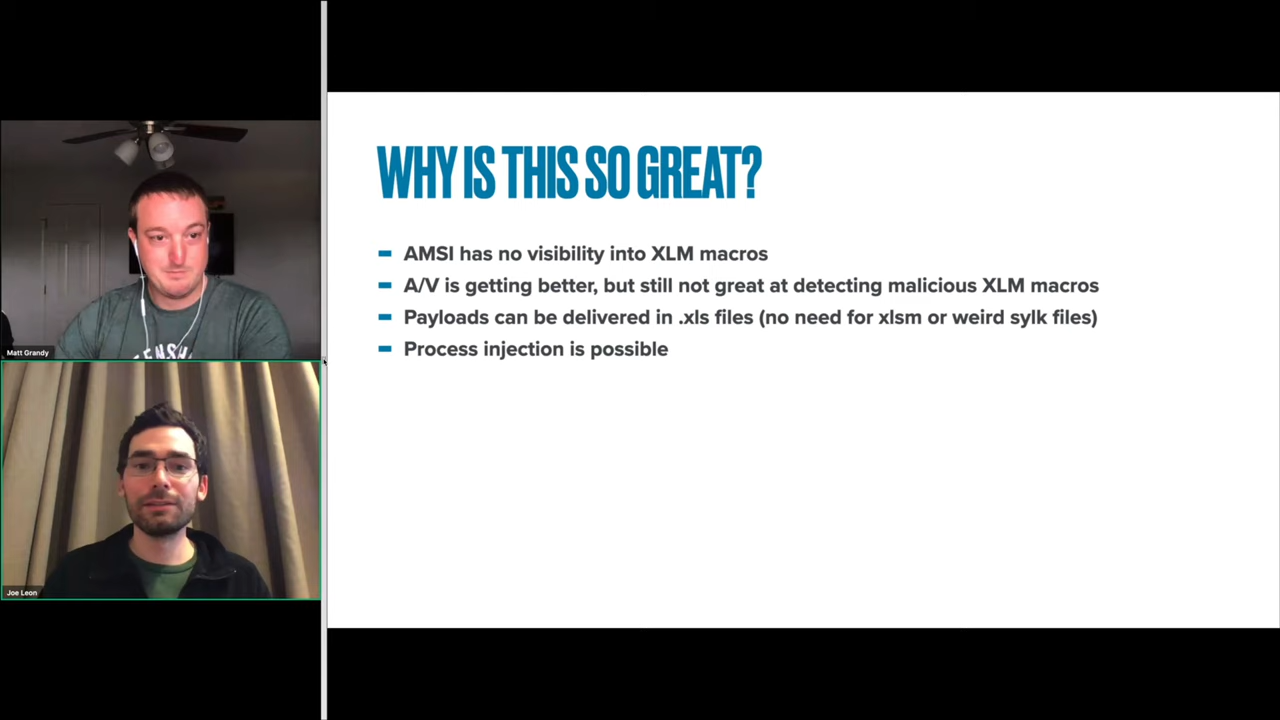 WHY IS THIS SO GREAT?
AMSI has no visibility into XLM macros
A/V is getting better, but still not great at detecting malicious XLM macros
Payloads can be delivered in .xls files (no need for xlsm or weird sylk files)
Process injection is possible
Matt Grandy
Joe Leon